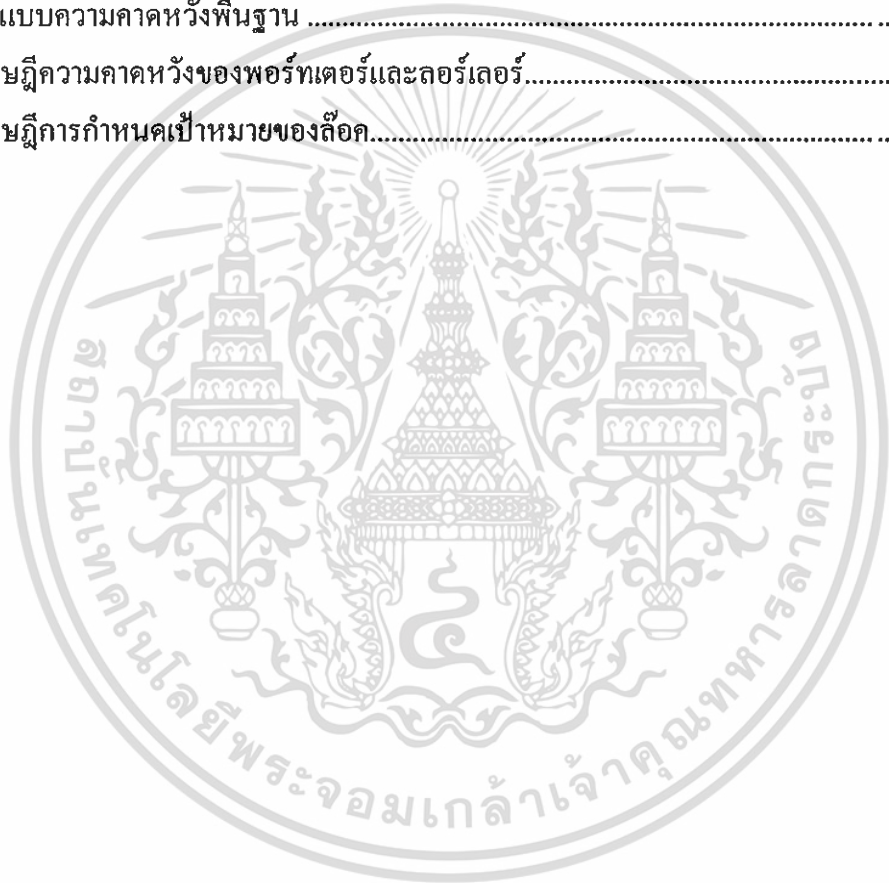 แบบความคาดหวังพื้นฐาน ........................................................................................ ..
ษฎีความคาดหวังของพอร์ทเตอร์และลอร์เลอร์.......................................................
ษฎีการกำหนดเป้าหมายของล๊อค........................................................................... ..
สถาบันเทคโนโลยีพระจอมเกล้าเจ้าคุณทหารลาดกระบัง